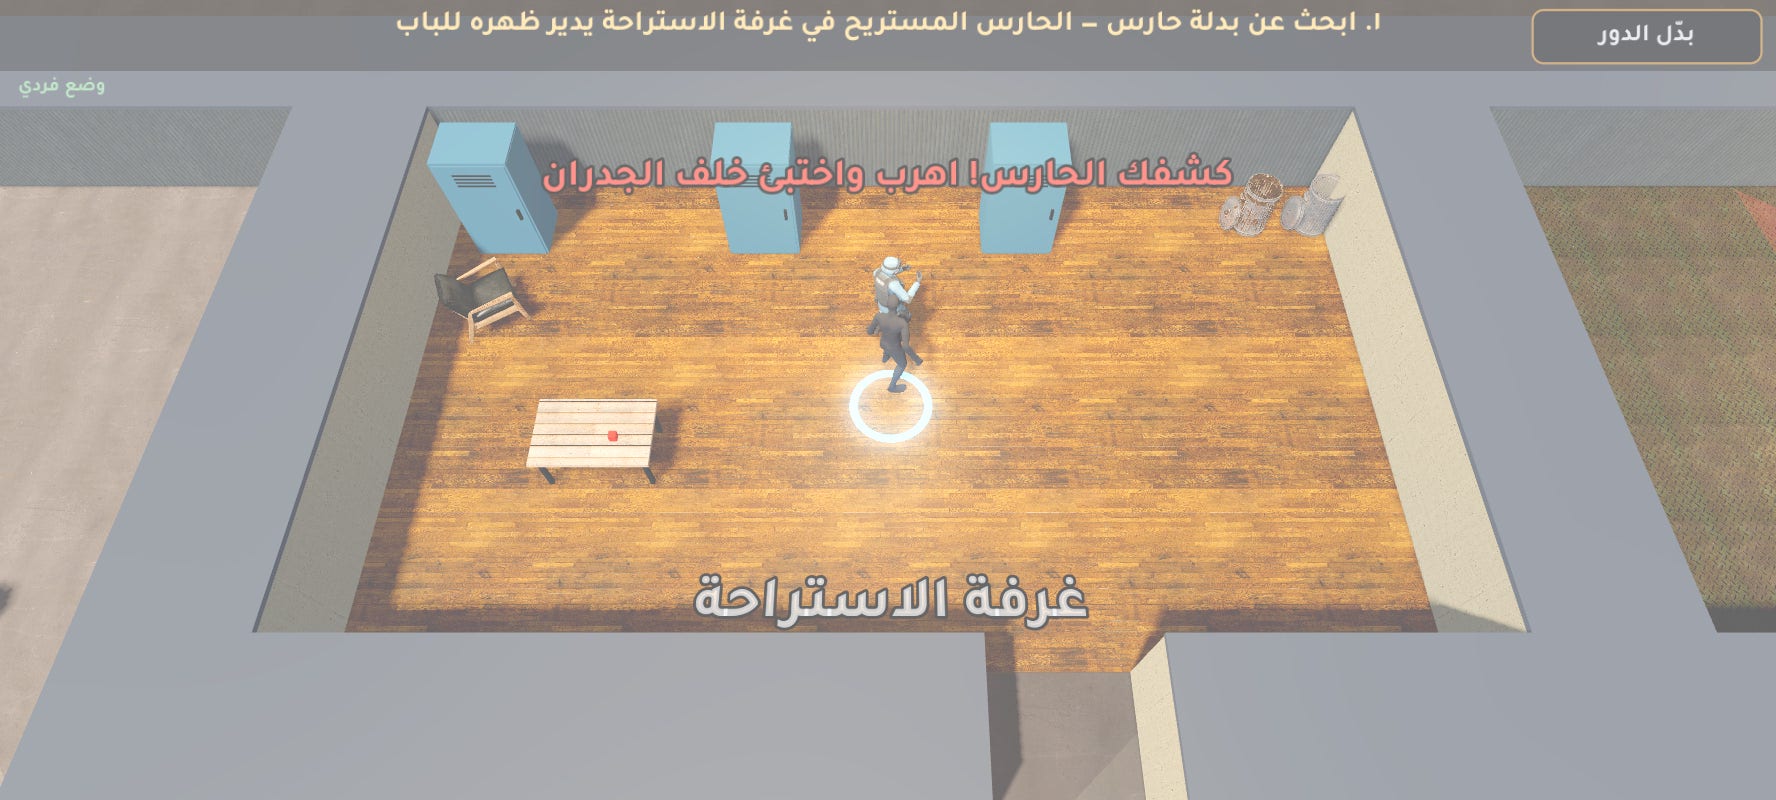 ١. ابحث عن بدلة حارس – الحارس المستريح في غرفة الاستراحة يدير ظهره للباب
بدّل الدور
وضع فردي
كشفك الحارس! اهرب واختبئ خلف الجدران
غرفة الاستراحة